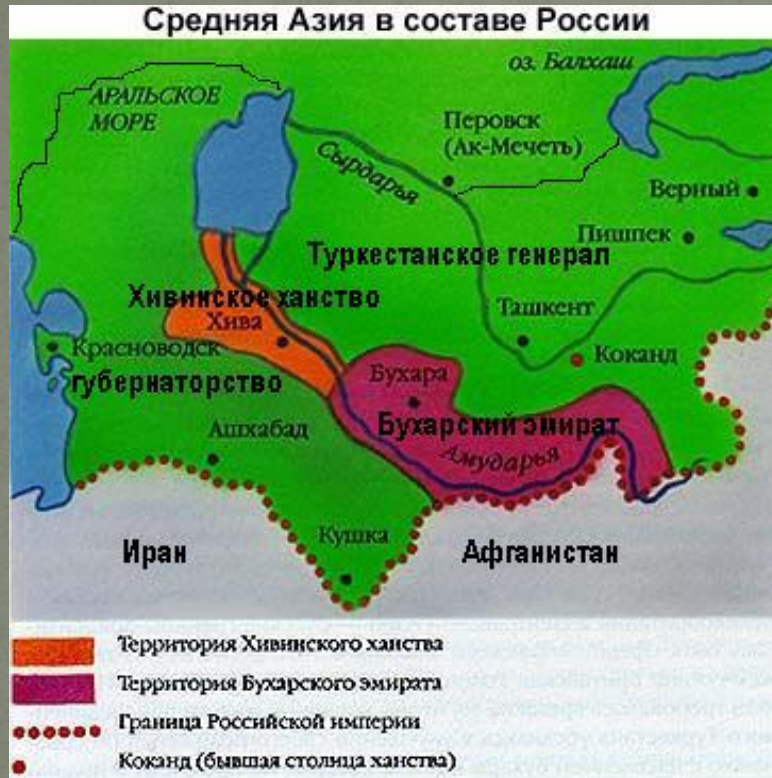 Средняя Азия в составе России
оз. Балхаш
АРАЛЬСКОЕ
МОРЕ
Перовск
(Ак-Мечеть)
Сырдарья
Верный
Пишпек
Туркестанское генерал
Хивинское ханство
Хива
Ташкент
Красноводск
Коканд
губернаторство
Бухара
Бухарский эмират
Ашхабад
Амударья
Кушка
Иран
Афганистан
Территория Хивинского ханства
Территория Бухарского эмирата
Граница Российской империи
Коканд (бывшая столица ханства)